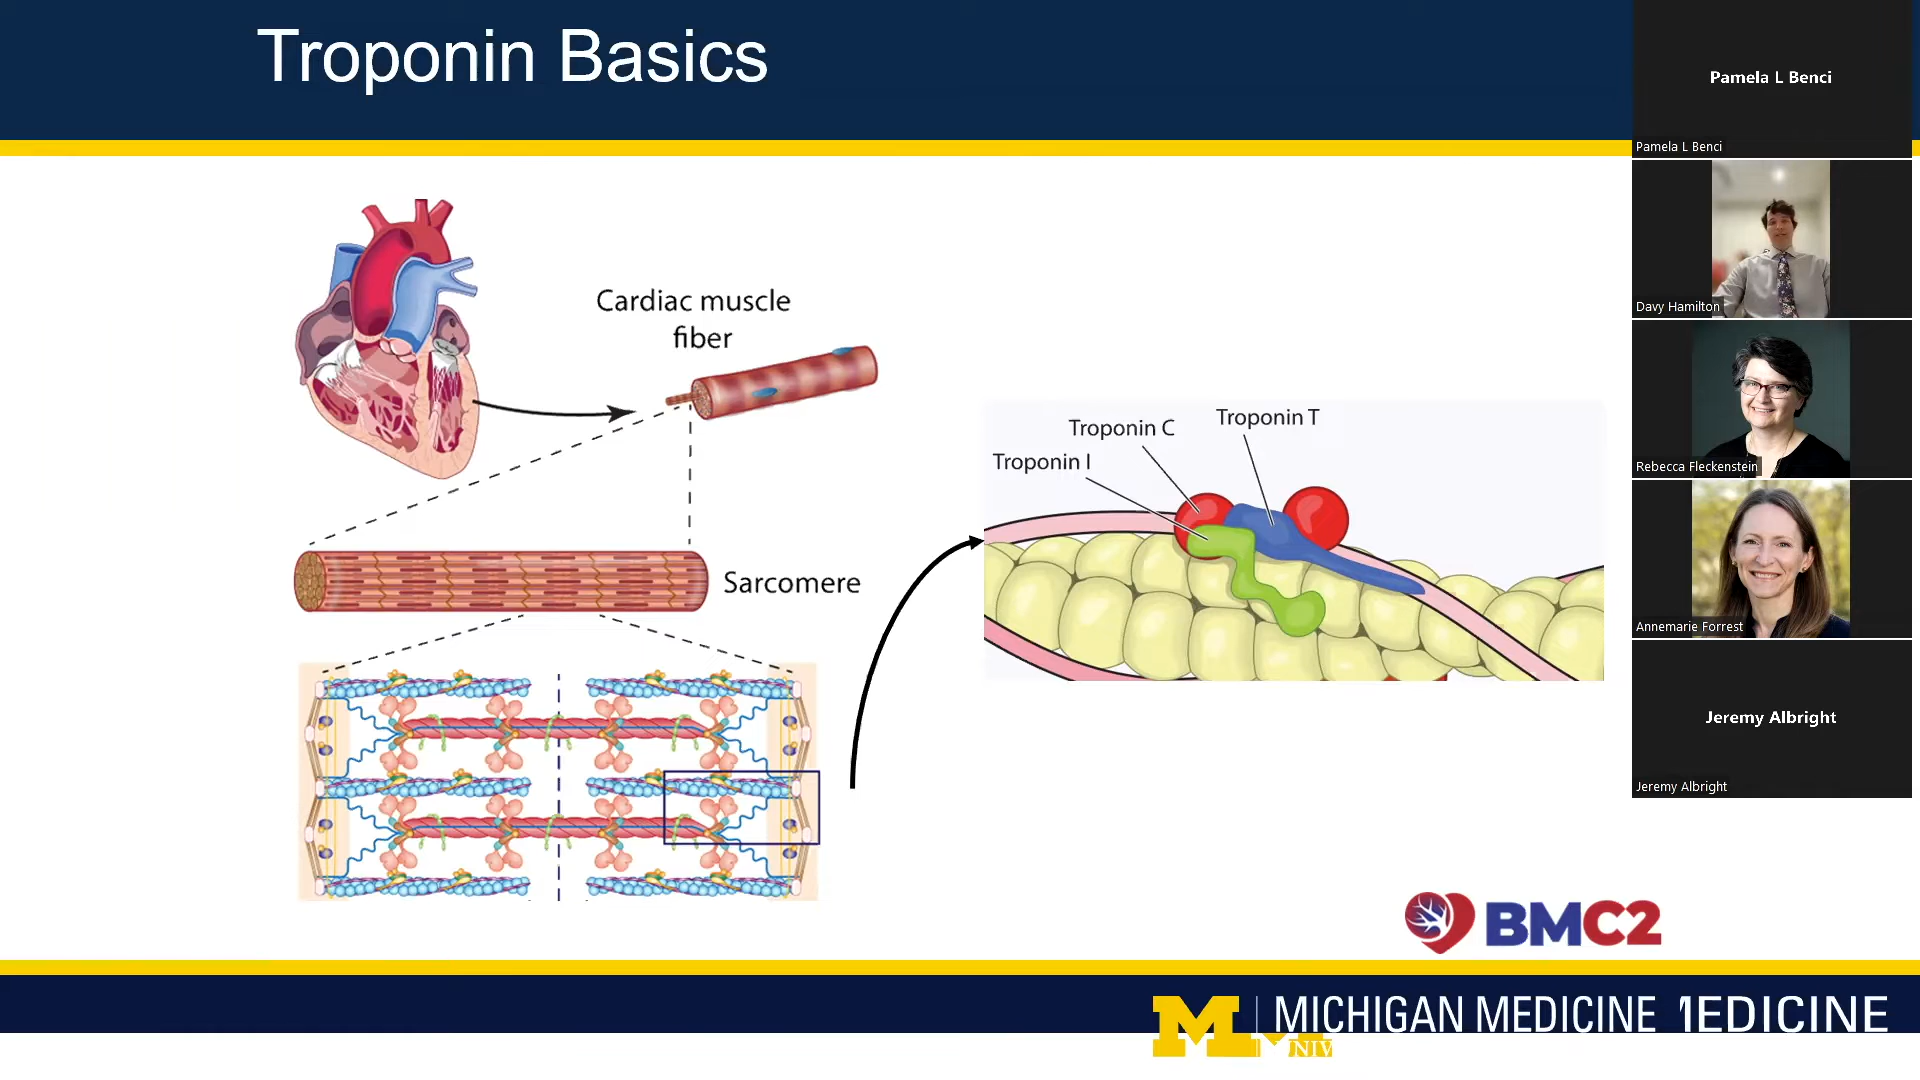 Troponin Basics
Cardiac muscle
fiber
Sarcomere
Troponin C
Troponin T
Troponin I
BMC2
MICHIGAN MEDICINE
Pamela L Benci
Pamela L Benci
Davy Hamilton
Rebecca Fleckenstein
Annemarie Forrest
Jeremy Albright
Jeremy Albright